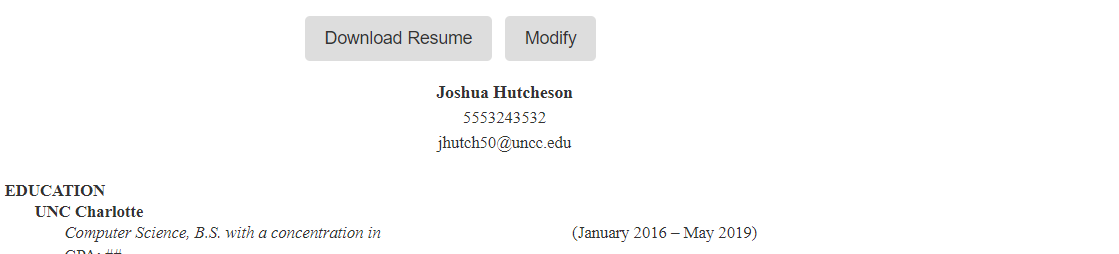 Download Resume Modify
Joshua Hutcheson
5553243532
jhutch50@uncc.edu
EDUCATION
UNC Charlotte
Computer Science, B.S. with a concentration in (January 2016 – May 2019)
GPA: ##